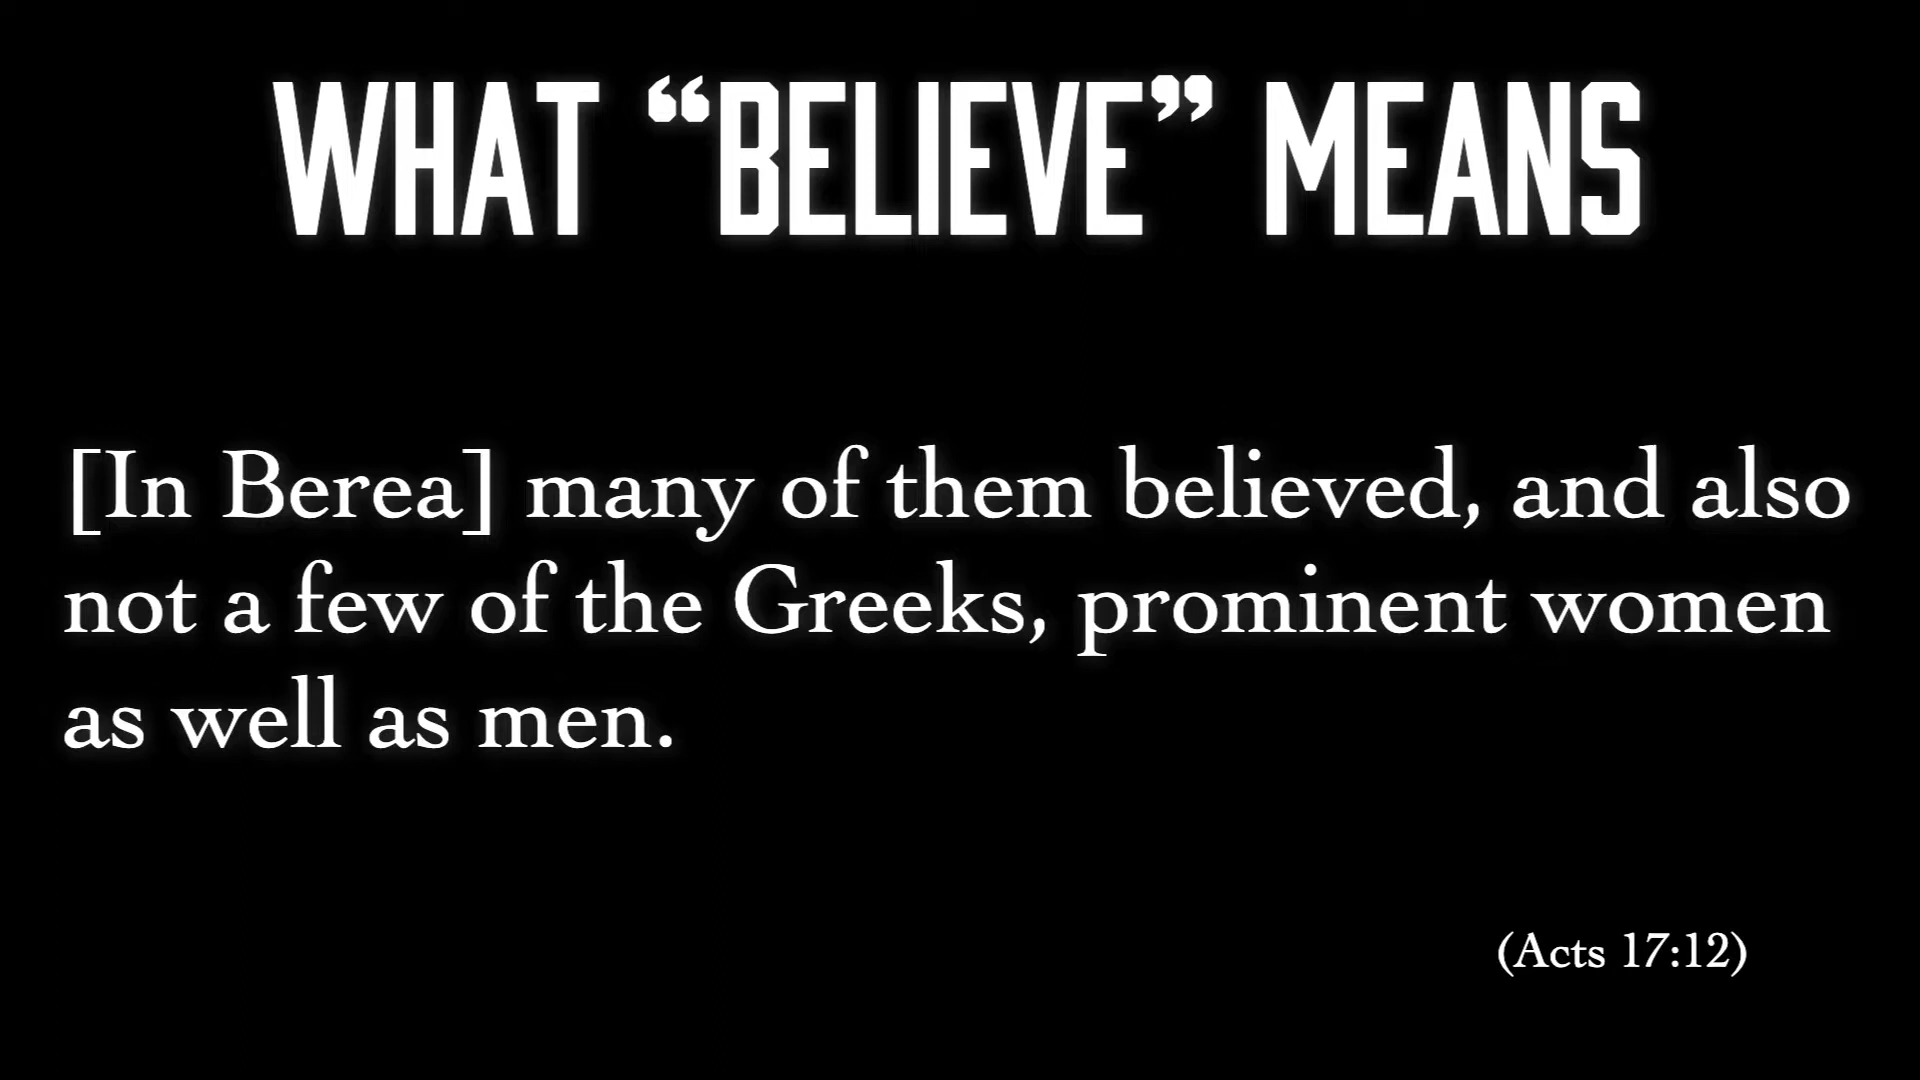 WHAT “BELIEVE” MEANS
[In Berea] many of them believed, and also
not a few of the Greeks, prominent women
as well as men.
(Acts 17:12)